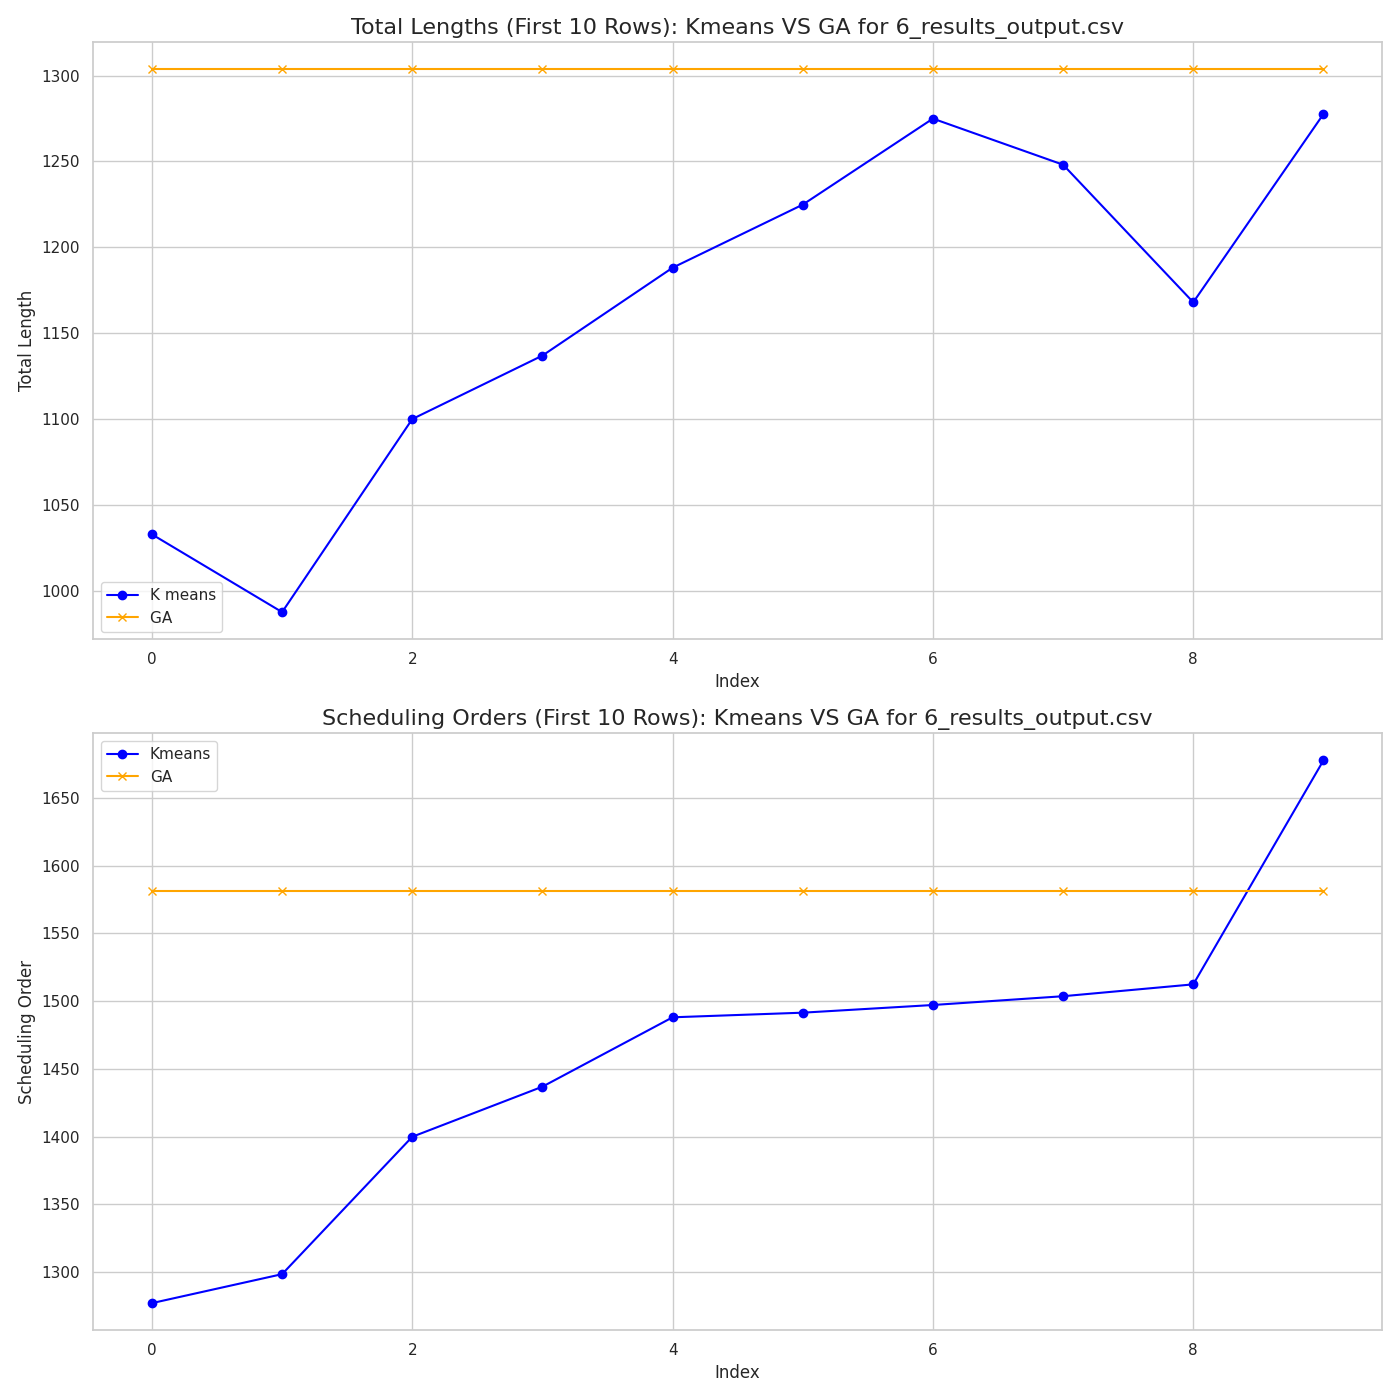 Total Lengths (First 10 Rows): Kmeans VS GA for 6_results_output.csv
1300
1250
1200
1150
1100
1050
1000
Total Length
K means
GA
0 2 4 6 8
Index
Scheduling Orders (First 10 Rows): Kmeans VS GA for 6_results_output.csv
Kmeans
GA
1650
1600
1550
1500
1450
1400
1350
1300
Scheduling Order
0 2 4 6 8
Index